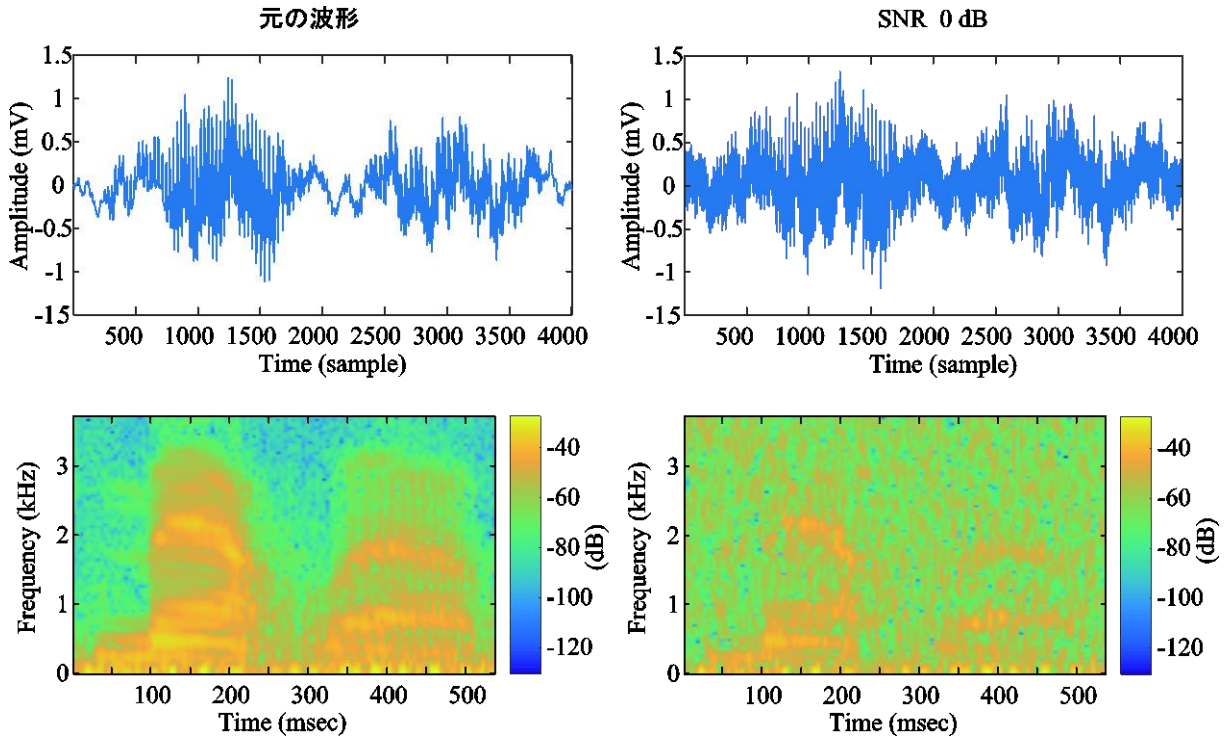 元の波形
1.5
1
0.5
0
-0.5
-1
-15
Amplitude (mV)
500 1000 1500 2000 2500 3000 3500 4000
Time (sample)
SNR 0 dB
1.5
1
0.5
0
-0.5
-1
-15
Amplitude (mV)
500 1000 1500 2000 2500 3000 3500 4000
Time (sample)
3
2
1
0
Frequency (kHz)
100 200 300 400 500
Time (msec)
-40
-60
-80
-100
-120
(dB)
3
2
1
0
Frequency (kHz)
100 200 300 400 500
Time (msec)
-40
-60
-80
-100
-120
(dB)